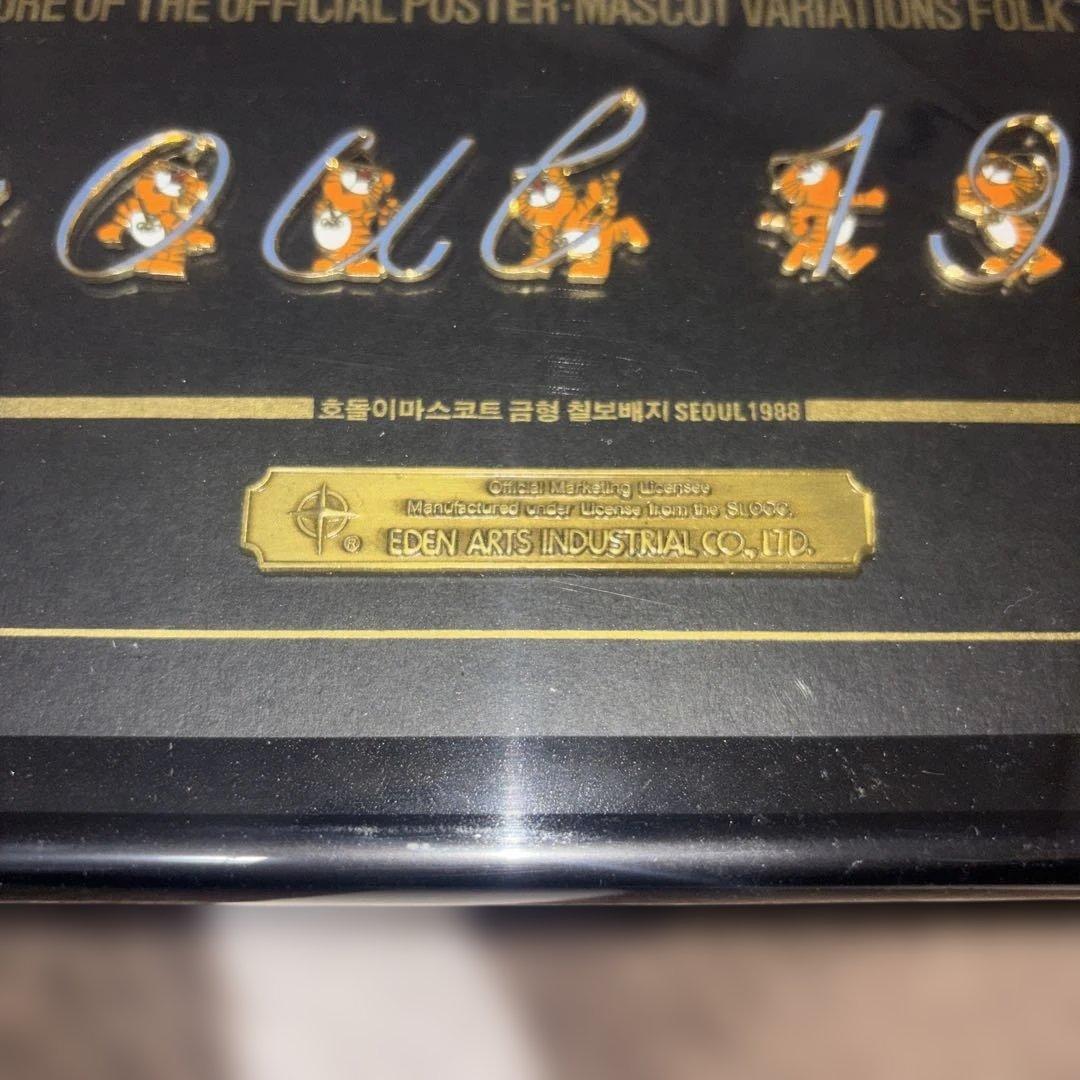 OF THE OFFICIAL POSTER·MASCOT VARIATIONS FOLK
oul 19
호돌이마스코트 금형 칠보배지 SEOUL1988
Official Marketing Licensee
Manufactured under License from the SLOOC.
® EDEN ARTS INDUSTRIAL CO., LTD.